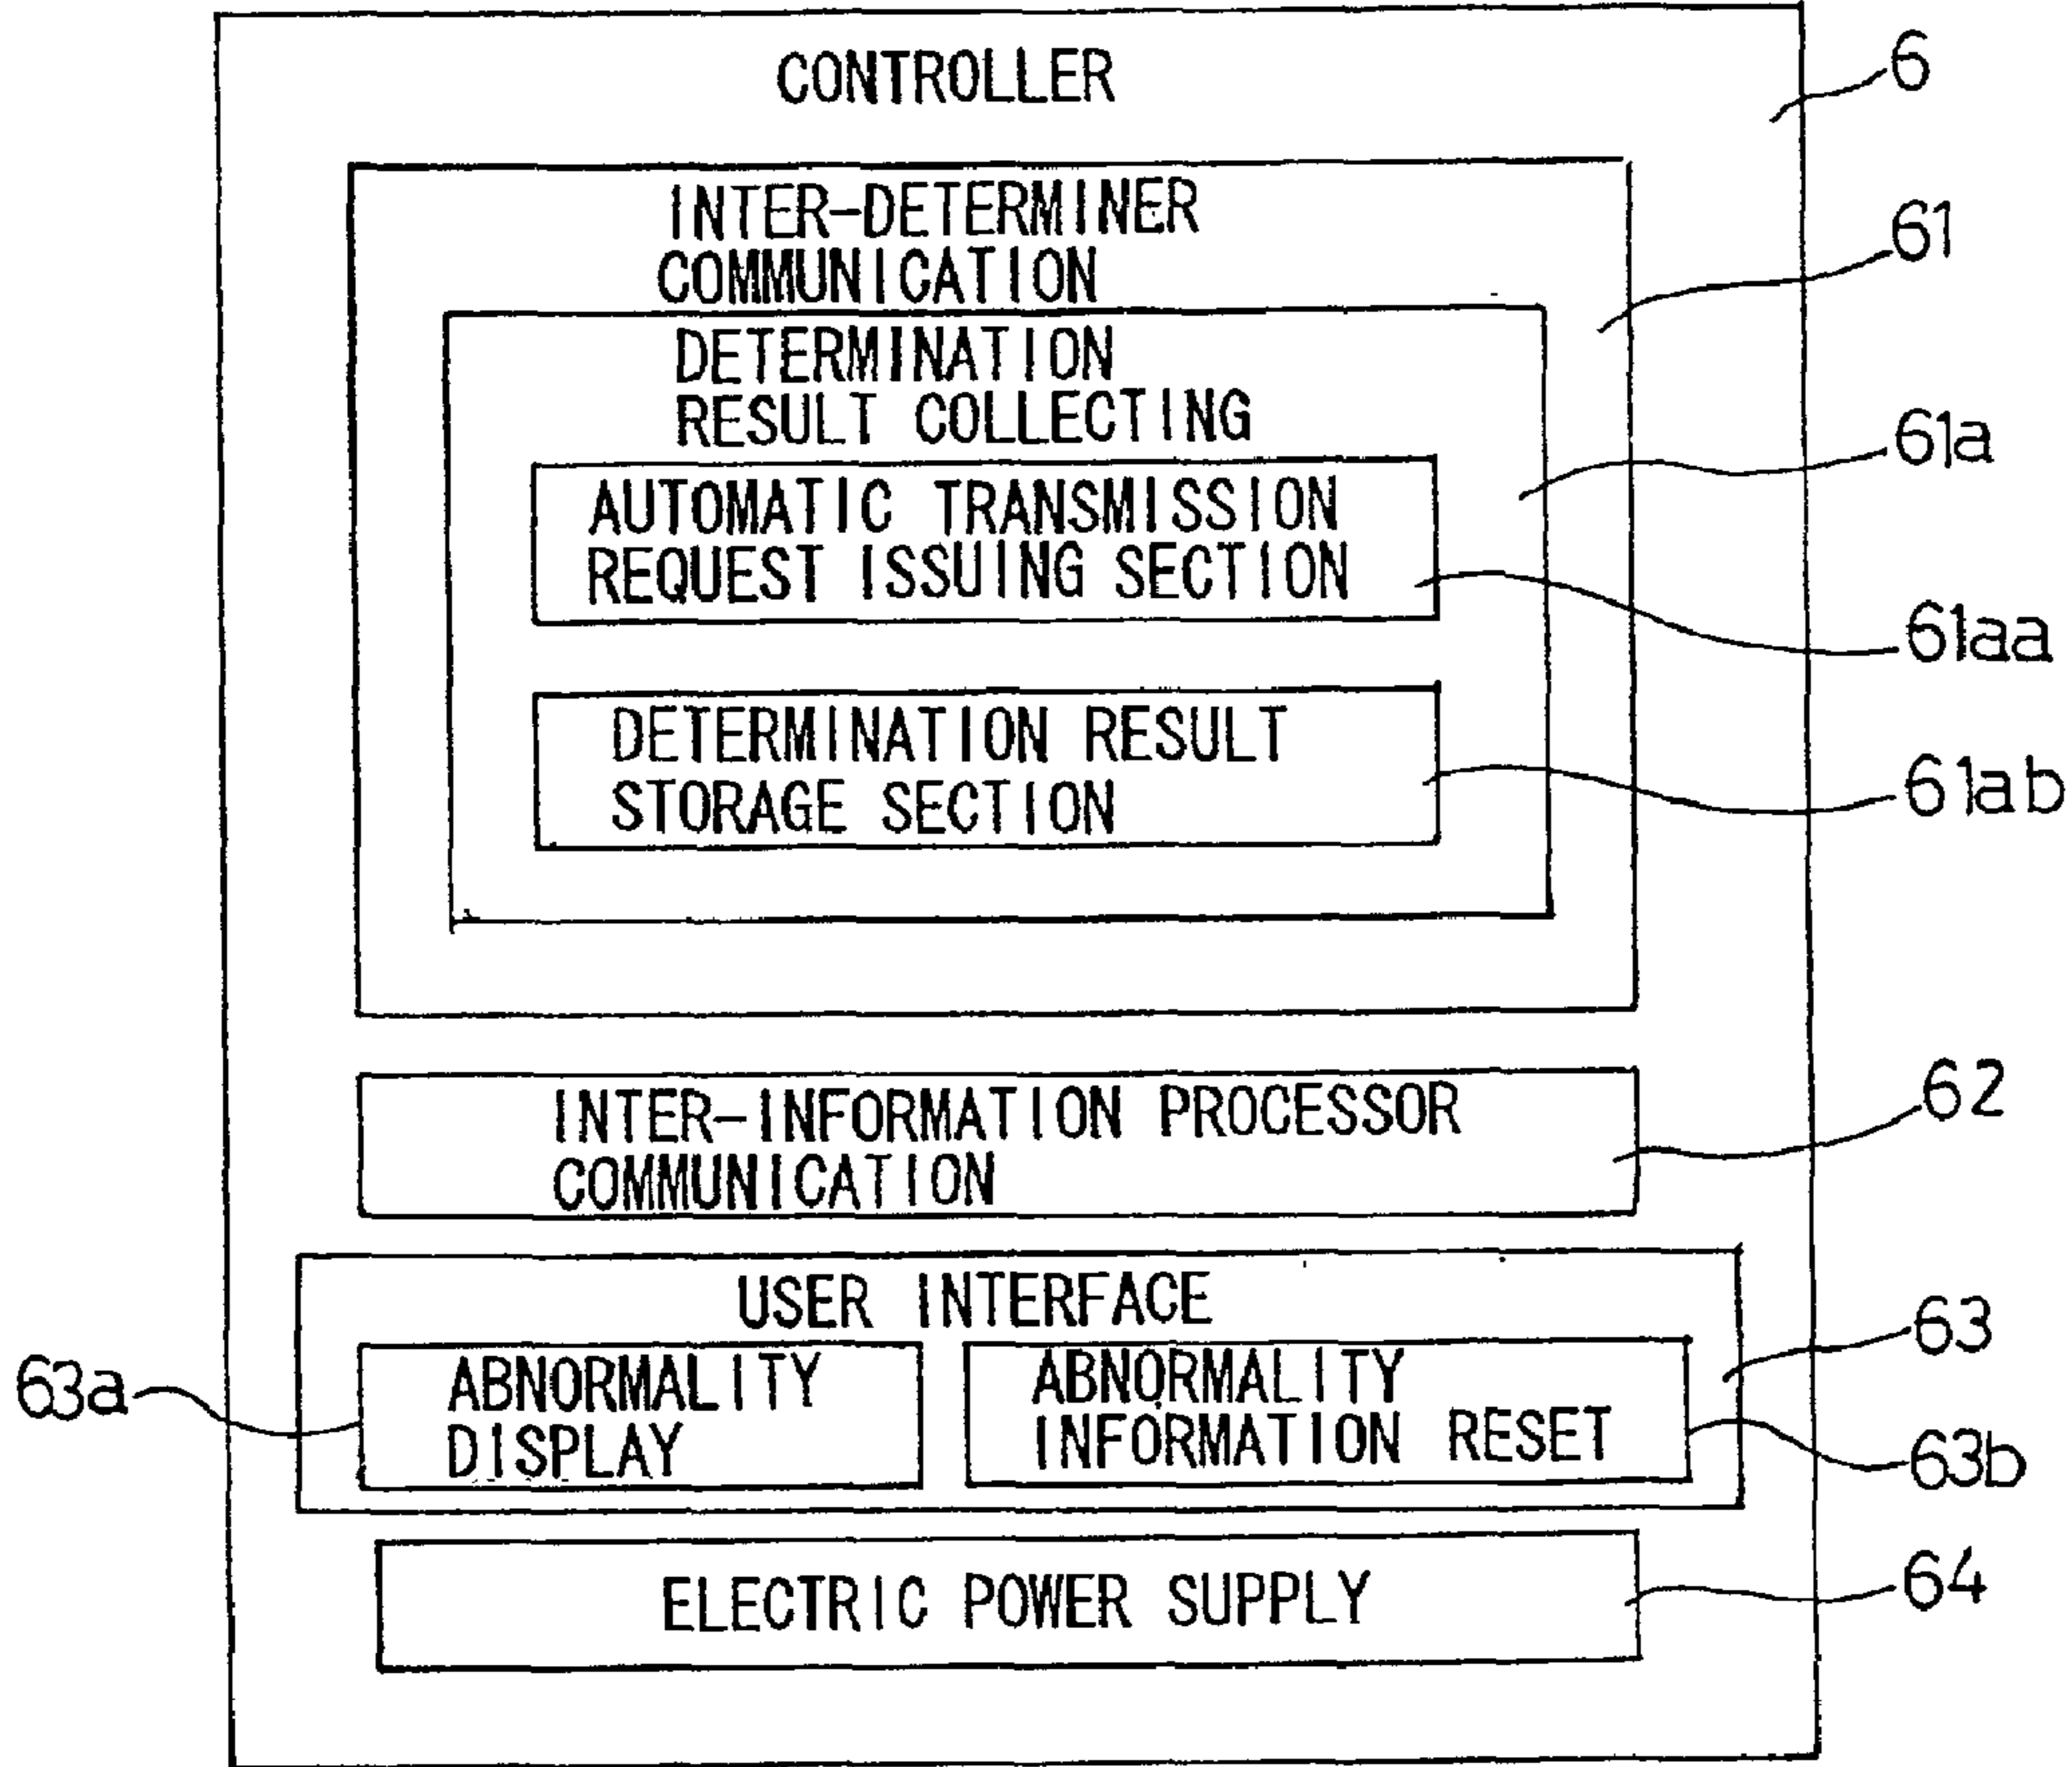 CONTROLLER
6
INTER-DETERMINER
COMMUNICATION
61
DETERMINATION
RESULT COLLECTING
61a
AUTOMATIC TRANSMISSION
REQUEST ISSUING SECTION
61aa
DETERMINATION RESULT
STORAGE SECTION
61ab
INTER-INFORMATION PROCESSOR
COMMUNICATION
62
USER INTERFACE
63
63a
ABNORMALITY
DISPLAY
ABNORMALITY
INFORMATION RESET
63b
ELECTRIC POWER SUPPLY
64